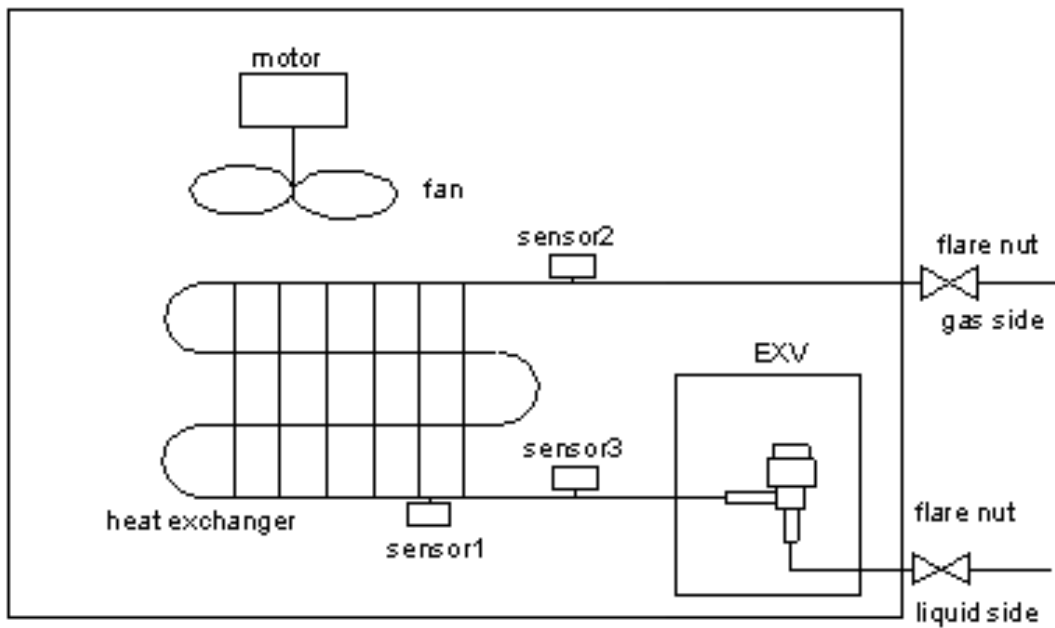 motor
fan
sensor2
flare nut
gas side
EXV
sensor3
heat exchanger
sensor1
flare nut
liquid side